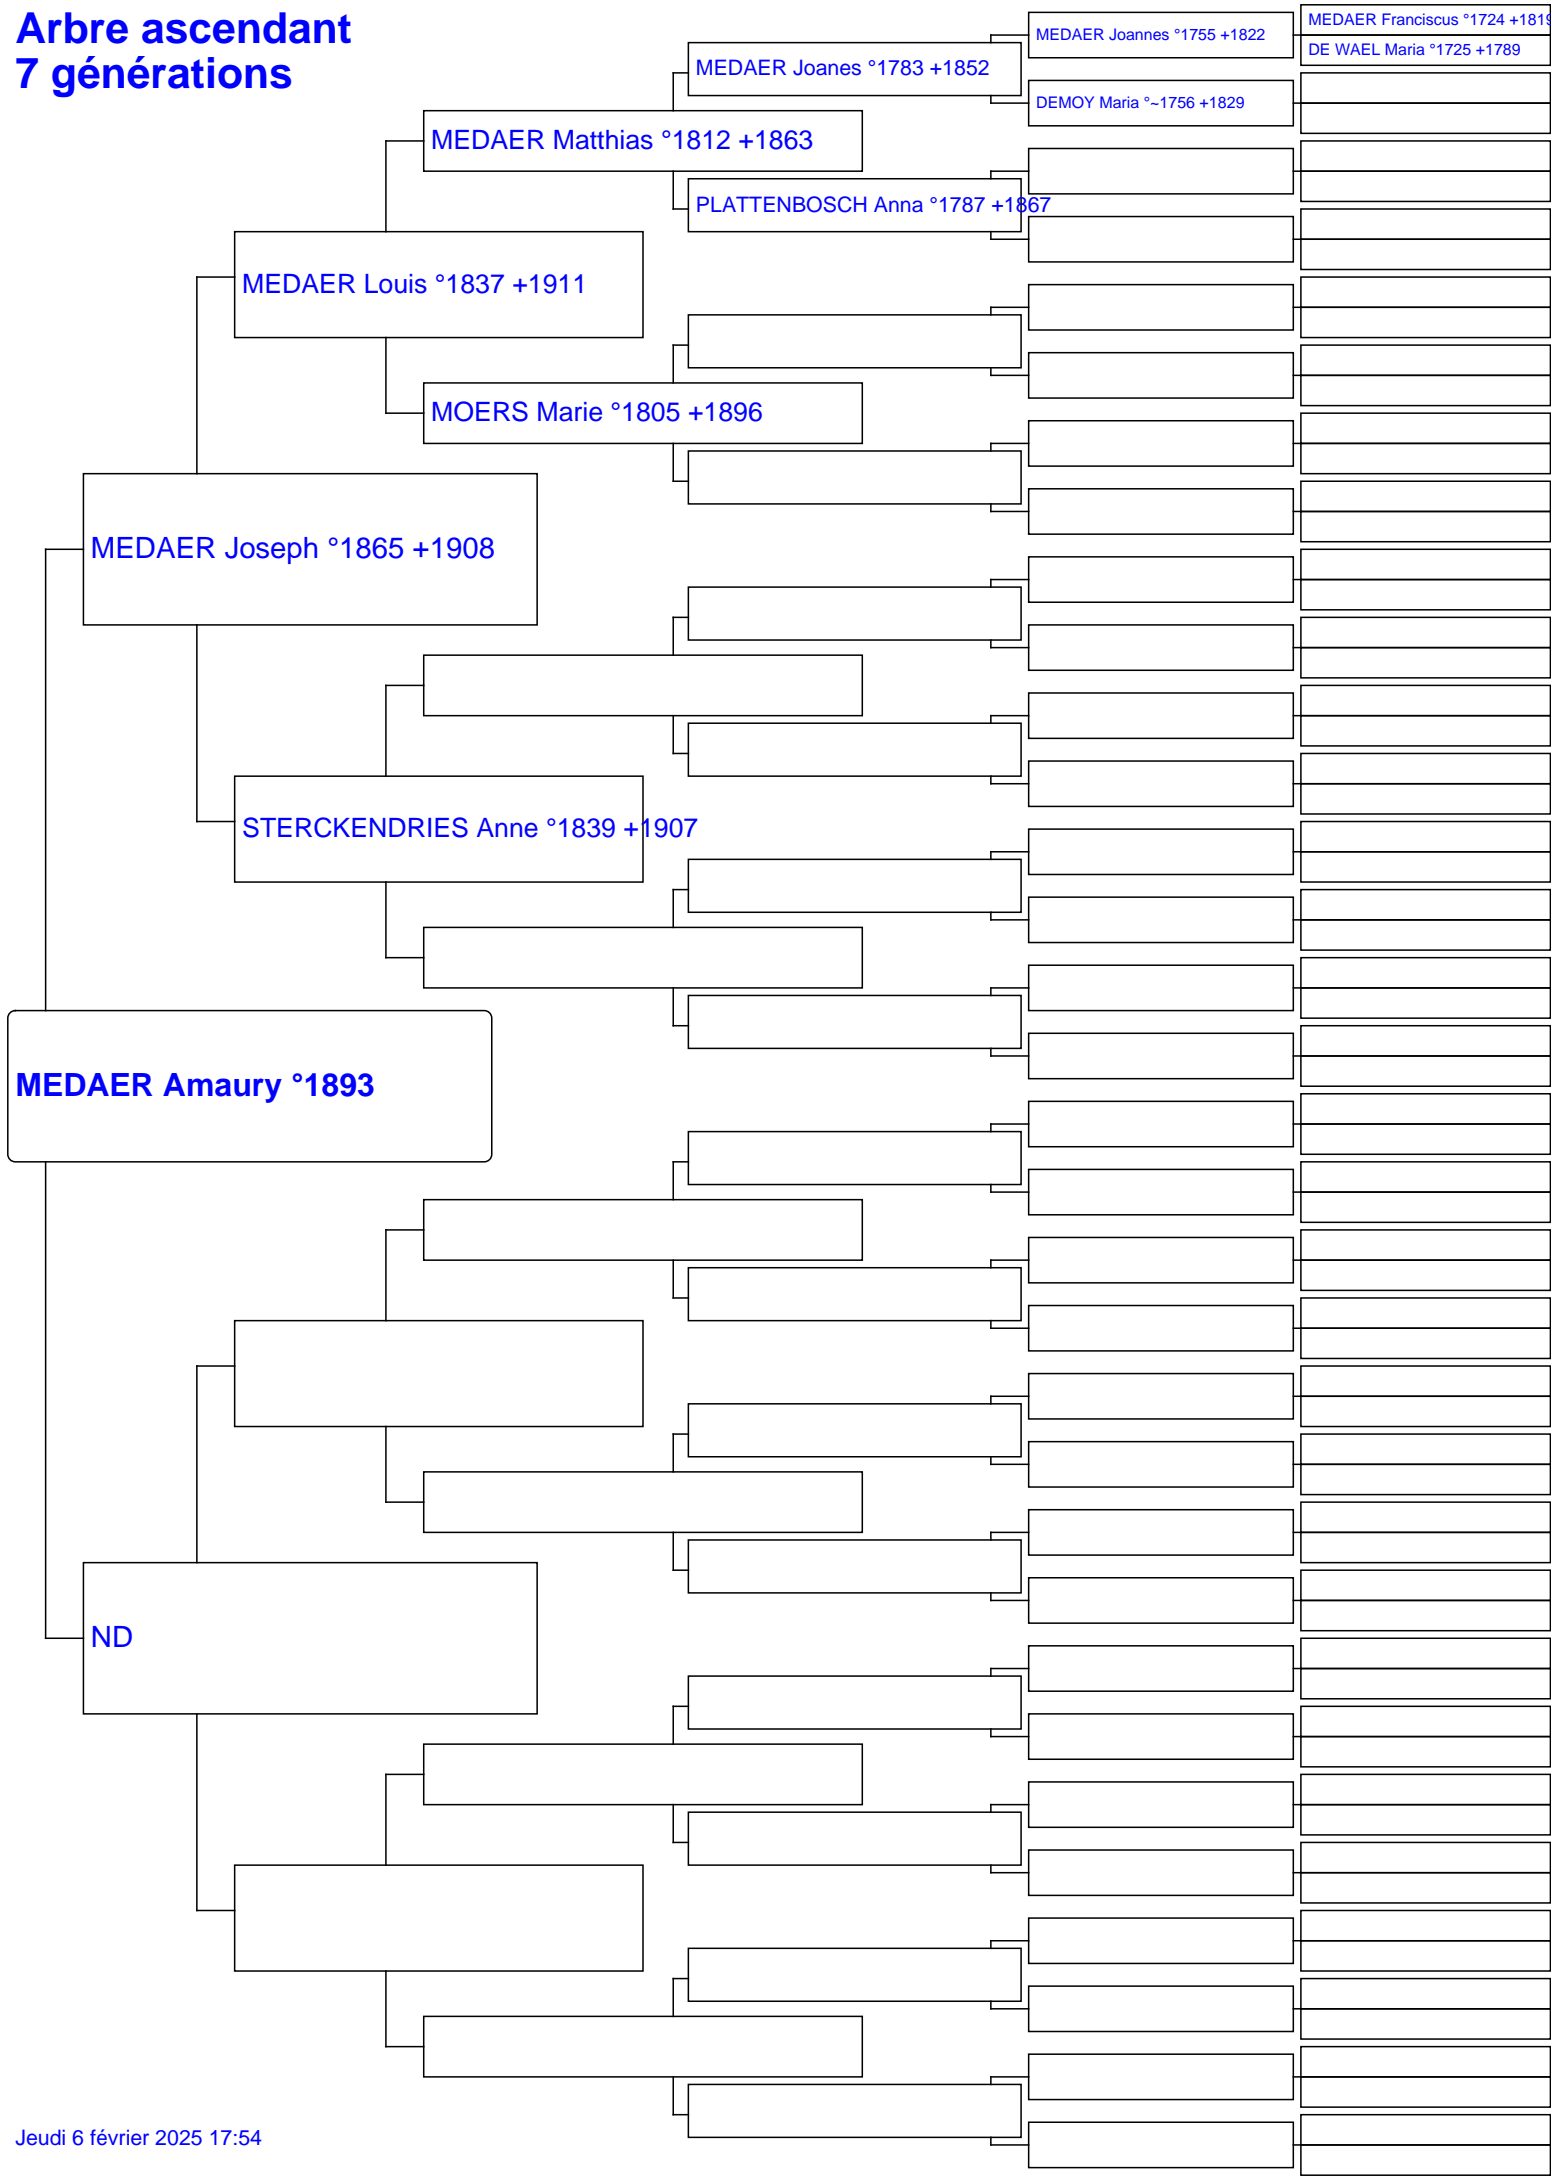 Arbre ascendant
7 générations
MEDAER Joannes °1755 +1822
MEDAER Franciscus °1724 +1819
DE WAEL Maria °1725 +1789
MEDAER Joanes °1783 +1852
DEMOY Maria °~1756 +1829
MEDAER Matthias °1812 +1863
PLATTENBOSCH Anna °1787 +1867
MEDAER Louis °1837 +1911
MOERS Marie °1805 +1896
MEDAER Joseph °1865 +1908
STERCKENDRIES Anne °1839 +1907
MEDAER Amaury °1893
ND
Jeudi 6 février 2025 17:54